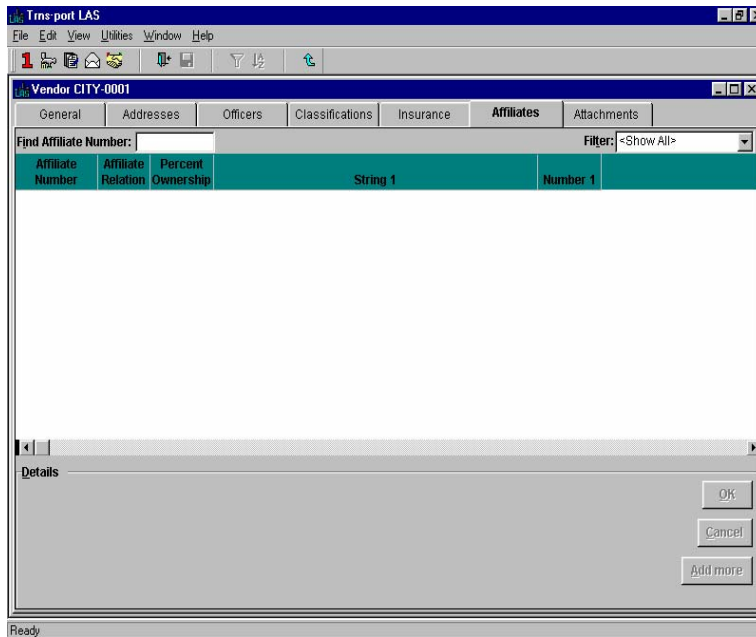 Trns·port LAS
File Edit View Utilities Window Help
Vendor CITY-0001
General Addresses Officers Classifications Insurance Affiliates Attachments
Find Affiliate Number: Filter: <Show All>
Affiliate Affiliate Percent
Number Relation Ownership String 1 Number 1
Details
OK
Cancel
Add more
Ready